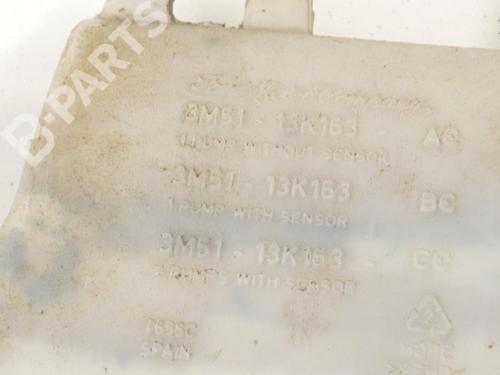 3M51 - 13K163 - AC
1 PUMP WITHOUT SENSOR
3M51 - 13K163 BC
1 PUMP WITH SENSOR
3M51 - 13K163 - CC
2 PUMPS WITH SENSOR
SPAIN